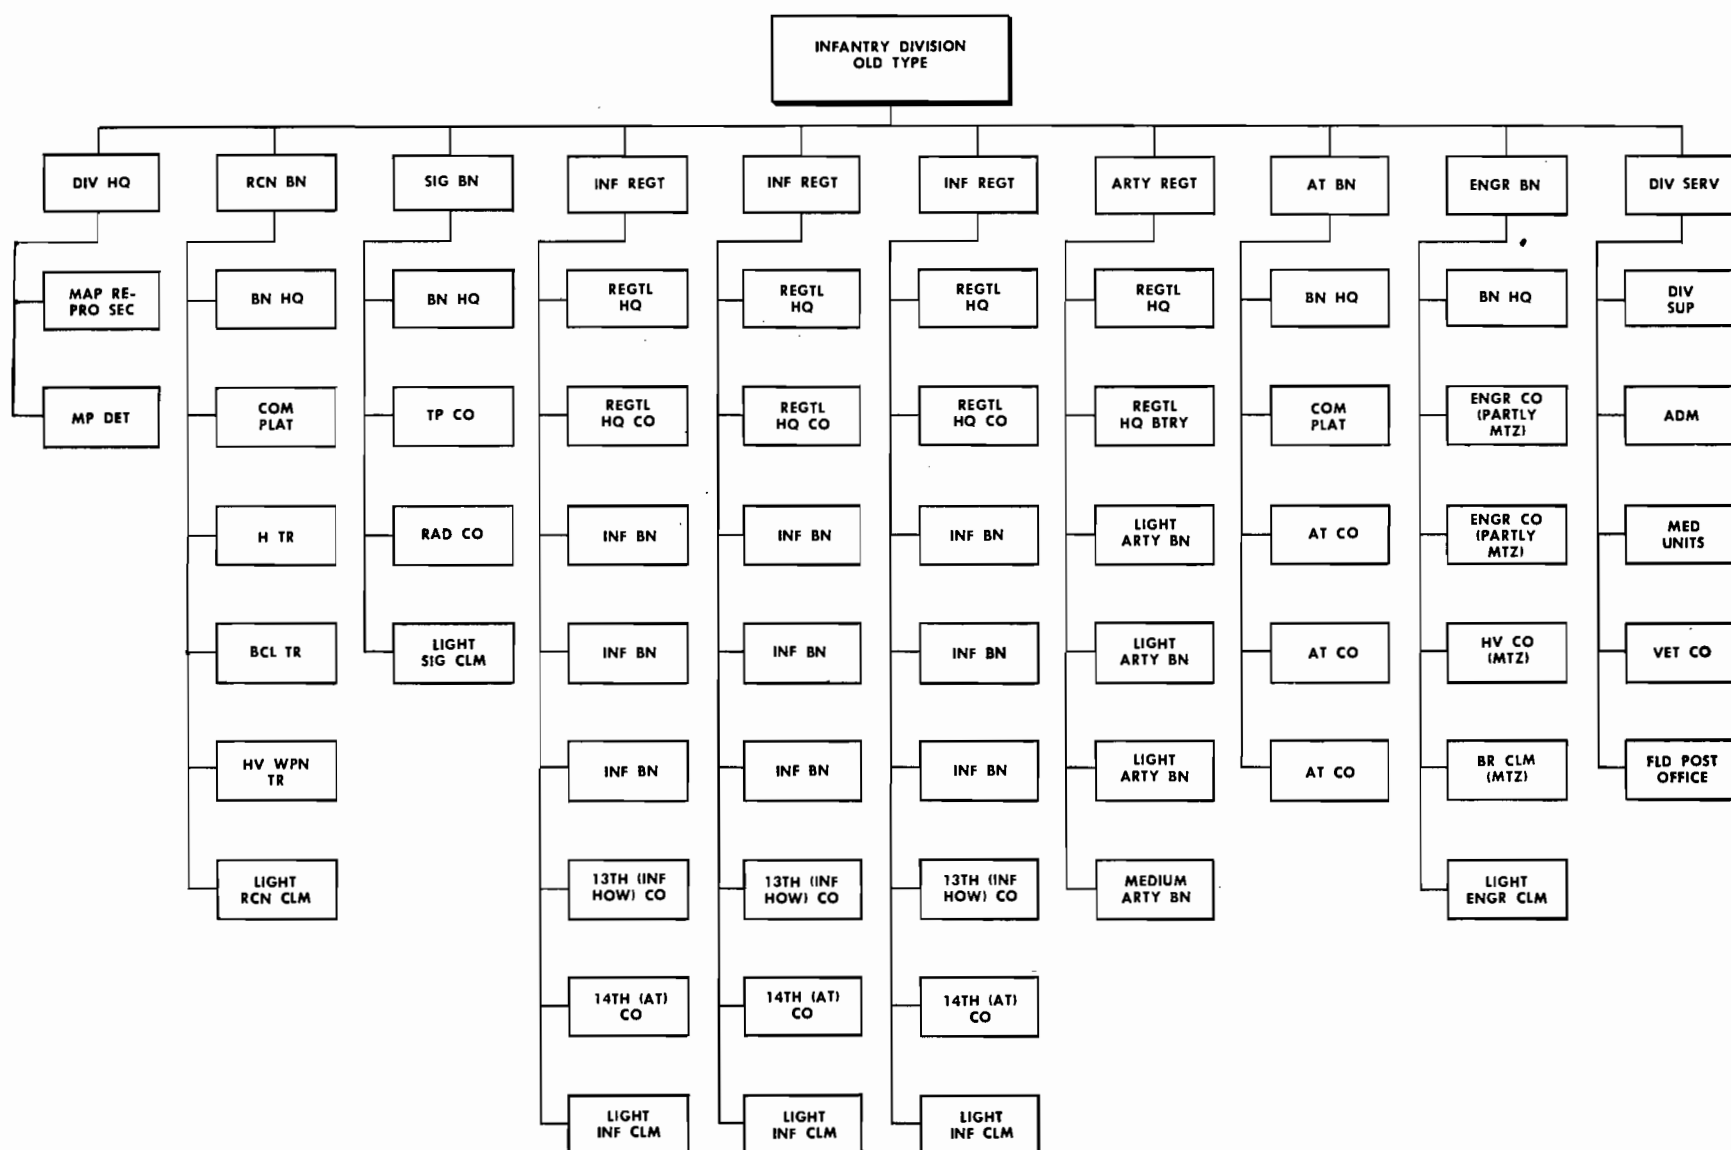 INFANTRY DIVISION
OLD TYPE
DIV HQ
RCN BN
SIG BN
INF REGT
INF REGT
INF REGT
ARTY REGT
AT BN
ENGR BN
DIV SERV
MAP RE-
PRO SEC
MP DET
BN HQ
COM
PLAT
H TR
BCL TR
HV WPN
TR
LIGHT
RCN CLM
BN HQ
TP CO
RAD CO
LIGHT
SIG CLM
REGTL
HQ
REGTL
HQ CO
INF BN
INF BN
INF BN
13TH (INF
HOW) CO
14TH (AT)
CO
LIGHT
INF CLM
REGTL
HQ
REGTL
HQ CO
INF BN
INF BN
INF BN
13TH (INF
HOW) CO
14TH (AT)
CO
LIGHT
INF CLM
REGTL
HQ
REGTL
HQ CO
INF BN
INF BN
INF BN
13TH (INF
HOW) CO
14TH (AT)
CO
LIGHT
INF CLM
REGTL
HQ
REGTL
HQ BTRY
LIGHT
ARTY BN
LIGHT
ARTY BN
LIGHT
ARTY BN
MEDIUM
ARTY BN
BN HQ
COM
PLAT
AT CO
AT CO
AT CO
BN HQ
ENGR CO
(PARTLY
MTZ)
ENGR CO
(PARTLY
MTZ)
HV CO
(MTZ)
BR CLM
(MTZ)
LIGHT
ENGR CLM
DIV
SUP
ADM
MED
UNITS
VET CO
FLD POST
OFFICE